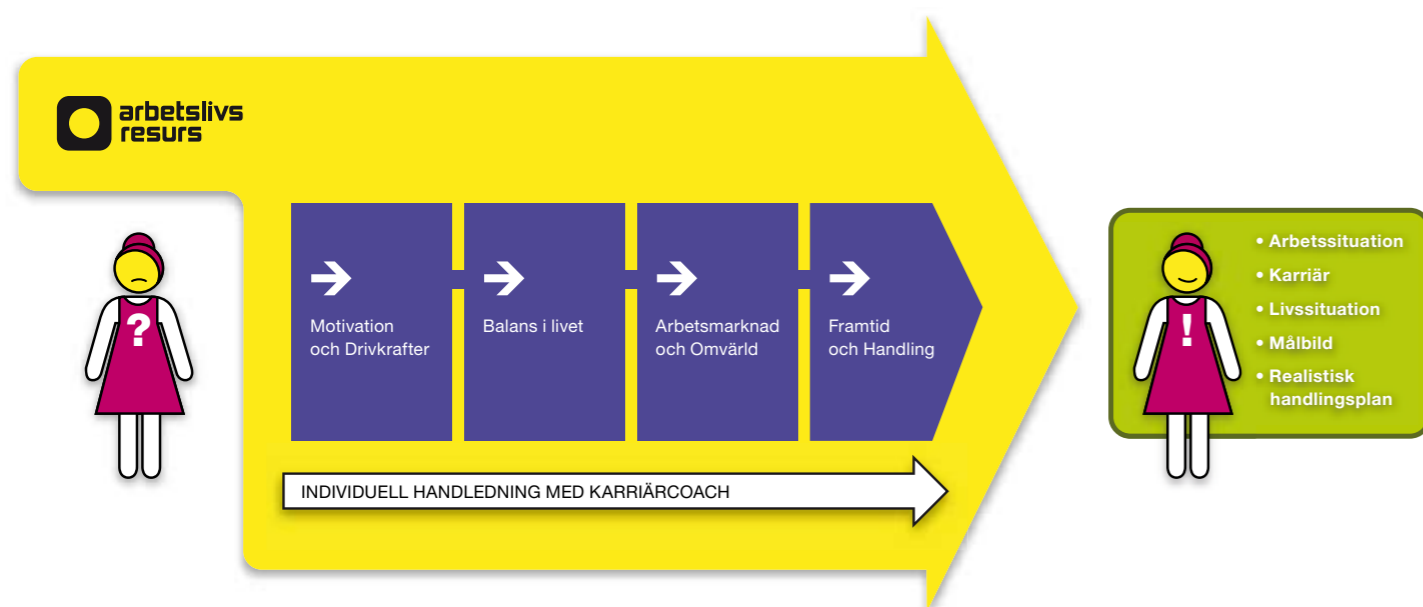 arbetslivs
resurs
?
Motivation
och Drivkrafter
Balans i livet
Arbetsmarknad
och Omvärld
Framtid
och Handling
INDIVIDUELL HANDLEDNING MED KARRIÄRCOACH
!
• Arbetssituation
• Karriär
• Livssituation
• Målbild
• Realistisk
handlingsplan